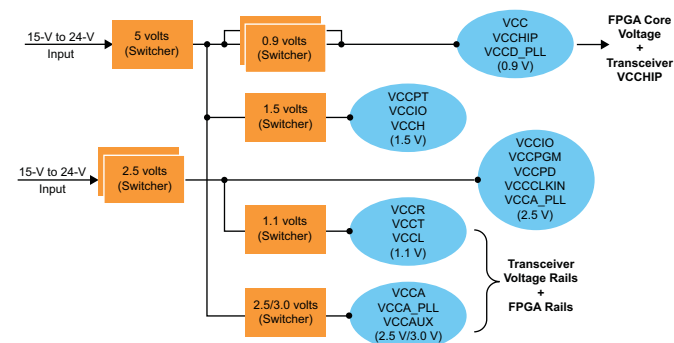 15-V to 24-V
Input
5 volts
(Switcher)
0.9 volts
(Switcher)
VCC
VCCHIP
VCCD_PLL
(0.9 V)
FPGA Core
Voltage
+
Transceiver
VCCHIP
1.5 volts
(Switcher)
VCCPT
VCCIO
VCCH
(1.5 V)
15-V to 24-V
Input
2.5 volts
(Switcher)
VCCIO
VCCPGM
VCCPD
VCCCLKIN
VCCA_PLL
(2.5 V)
1.1 volts
(Switcher)
VCCR
VCCT
VCCL
(1.1 V)
Transceiver
Voltage Rails
+
FPGA Rails
2.5/3.0 volts
(Switcher)
VCCA
VCCA_PLL
VCCAUX
(2.5 V/3.0 V)